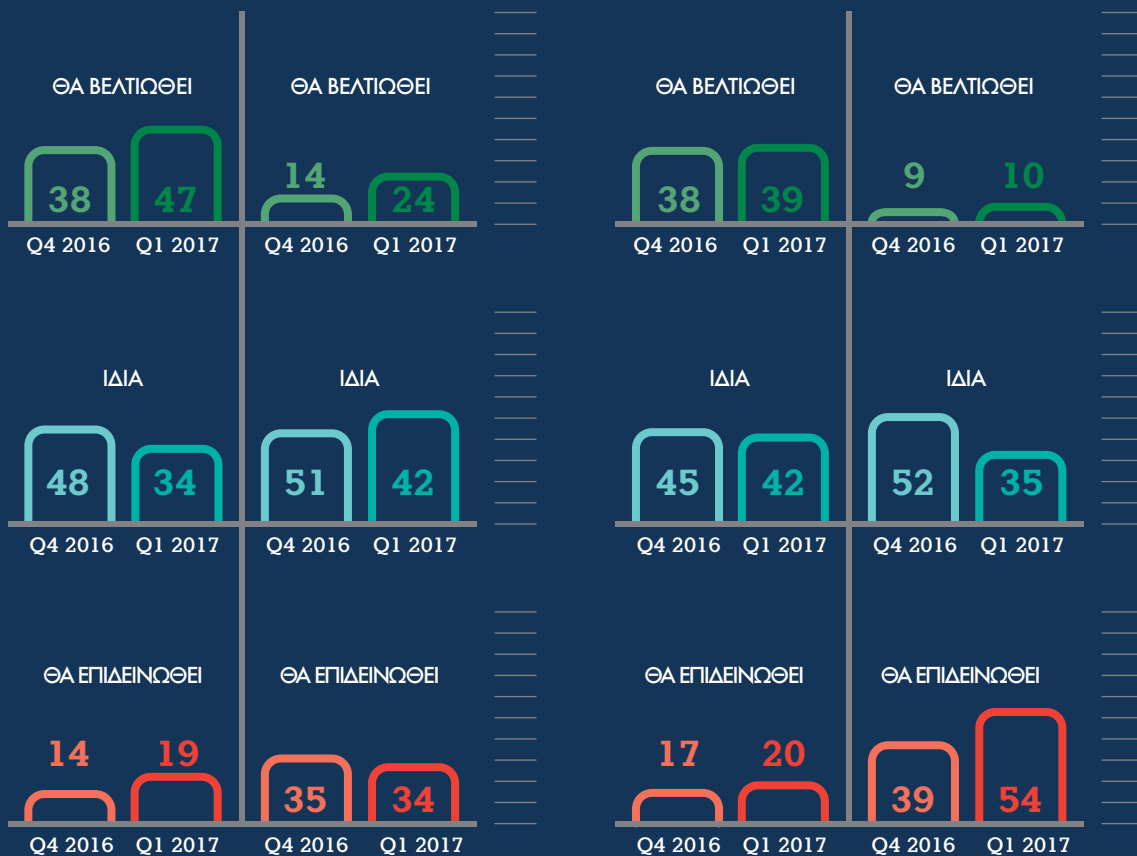 ΘΑ ΒΕΛΤΙΩΘΕΙ ΘΑ ΒΕΛΤΙΩΘΕΙ ΘΑ ΒΕΛΤΙΩΘΕΙ ΘΑ ΒΕΛΤΙΩΘΕΙ
38 47 14 24 38 39 9 10
Q4 2016 Q1 2017 Q4 2016 Q1 2017 Q4 2016 Q1 2017 Q4 2016 Q1 2017
ΙΔΙΑ ΙΔΙΑ ΙΔΙΑ ΙΔΙΑ
48 34 51 42 45 42 52 35
Q4 2016 Q1 2017 Q4 2016 Q1 2017 Q4 2016 Q1 2017 Q4 2016 Q1 2017
ΘΑ ΕΠΙΔΕΙΝΩΘΕΙ ΘΑ ΕΠΙΔΕΙΝΩΘΕΙ ΘΑ ΕΠΙΔΕΙΝΩΘΕΙ ΘΑ ΕΠΙΔΕΙΝΩΘΕΙ
14 19 35 34 17 20 39 54
Q4 2016 Q1 2017 Q4 2016 Q1 2017 Q4 2016 Q1 2017 Q4 2016 Q1 2017